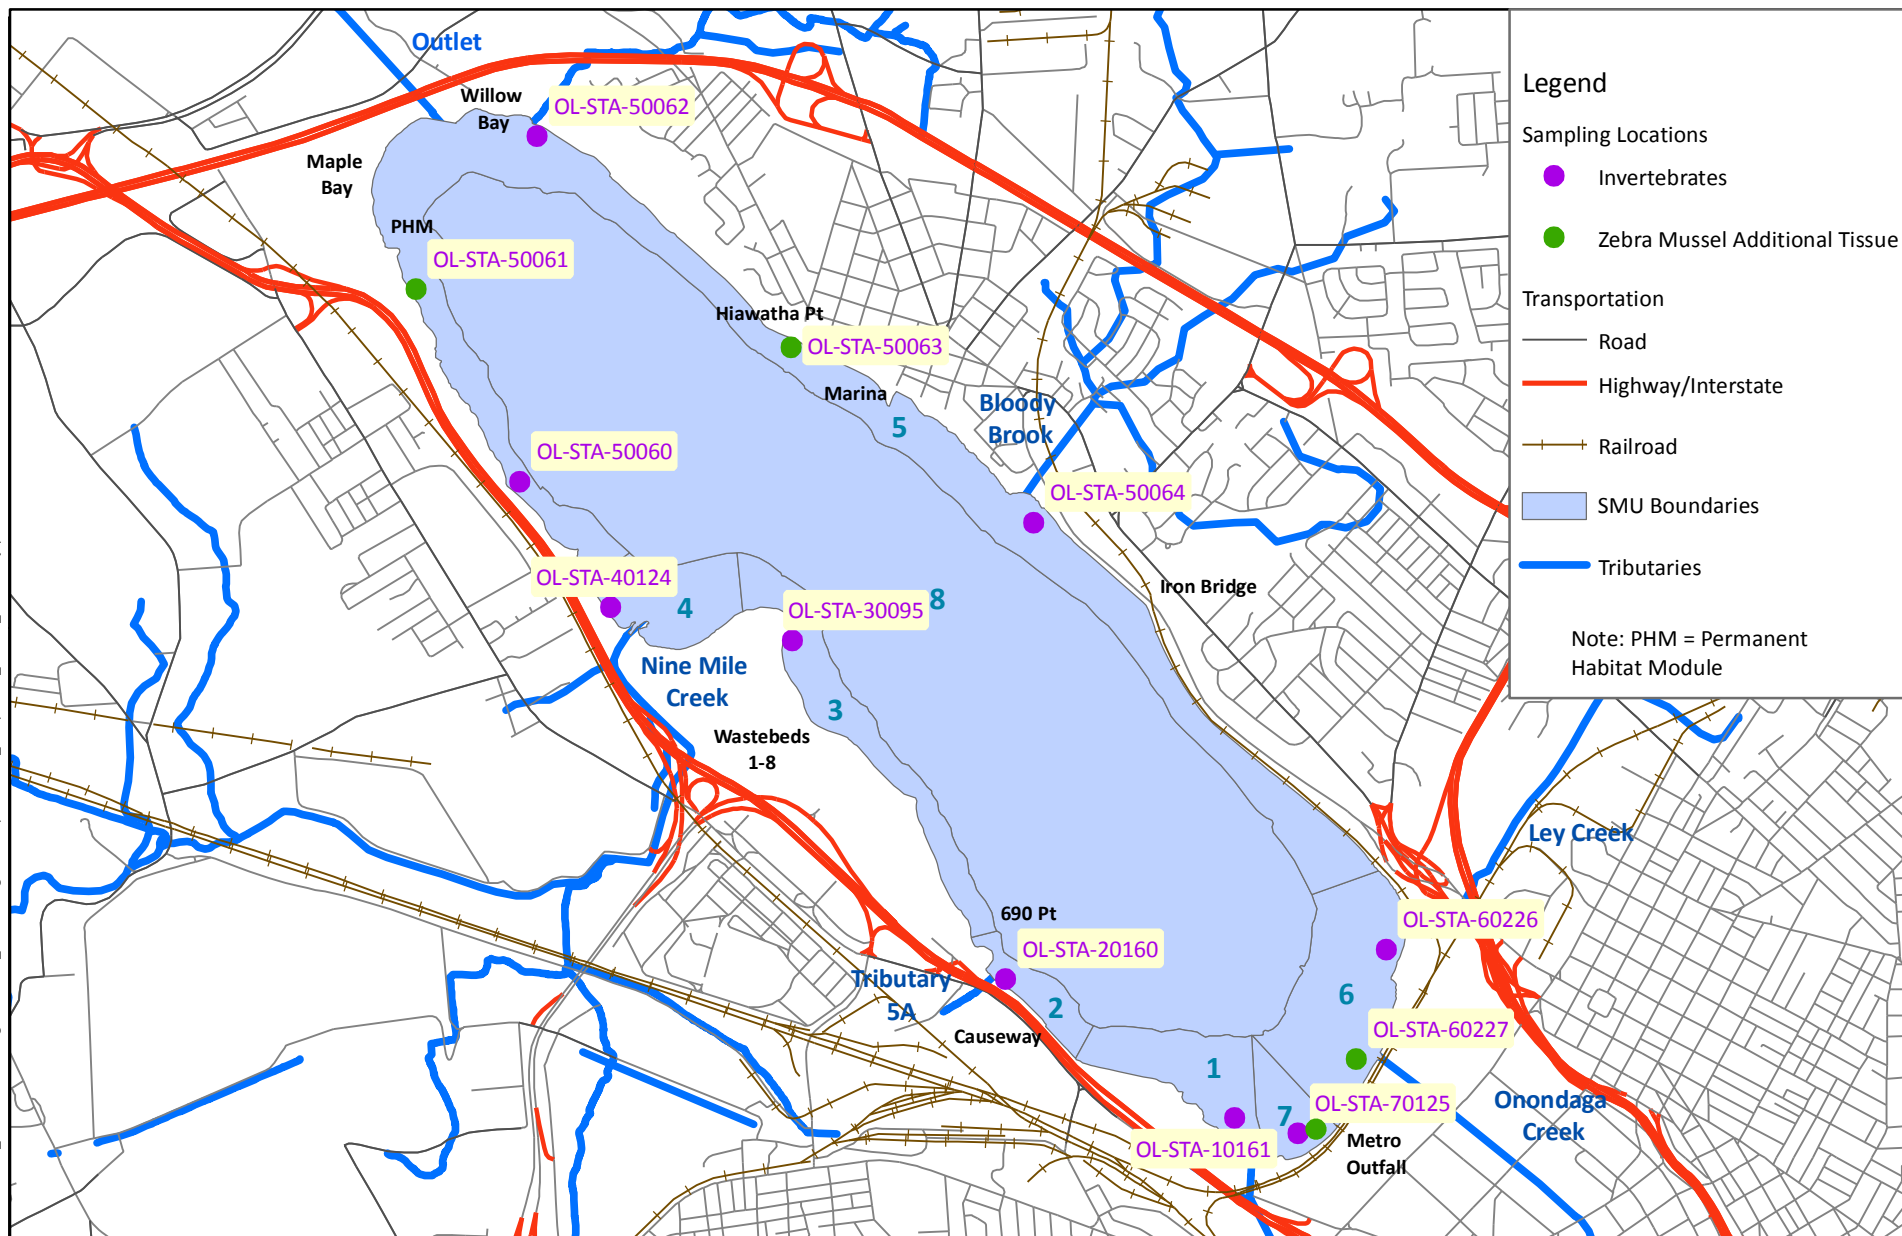 Outlet
Willow
Bay
OL-STA-50062
Maple
Bay
PHM
OL-STA-50061
Hiawatha Pt
OL-STA-50063
Marina
5
Bloody
Brook
OL-STA-50060
OL-STA-50064
OL-STA-40124
4
OL-STA-30095
8
Iron Bridge
Nine Mile
Creek
3
Wastebeds
1-8
Ley Creek
690 Pt
OL-STA-20160
OL-STA-60226
Tributary
5A
2
Causeway
6
OL-STA-60227
1
7
OL-STA-70125
OL-STA-10161
Metro
Outfall
Onondaga
Creek
Legend
Sampling Locations
Invertebrates
Zebra Mussel Additional Tissue
Transportation
Road
Highway/Interstate
Railroad
SMU Boundaries
Tributaries
Note: PHM = Permanent
Habitat Module